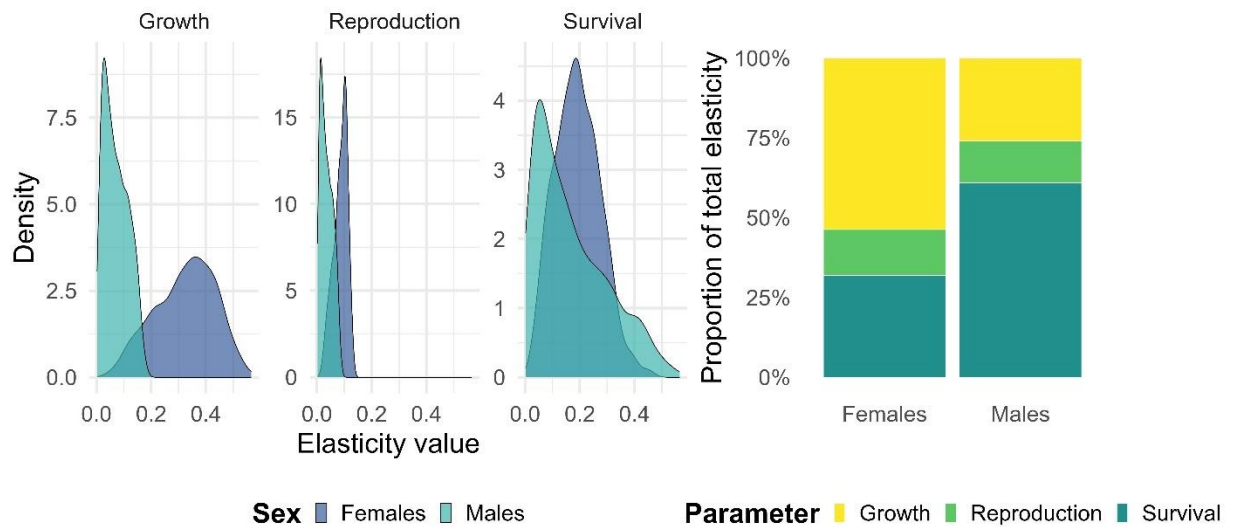 Growth Reproduction Survival
Density
7.5
5.0
2.5
0.0
15
10
5
0
4
3
2
1
0
0.0 0.2 0.4 0.0 0.2 0.4 0.0 0.2 0.4
Elasticity value
Sex Females Males
Proportion of total elasticity
100%
75%
50%
25%
0%
Females Males
Parameter Growth Reproduction Survival